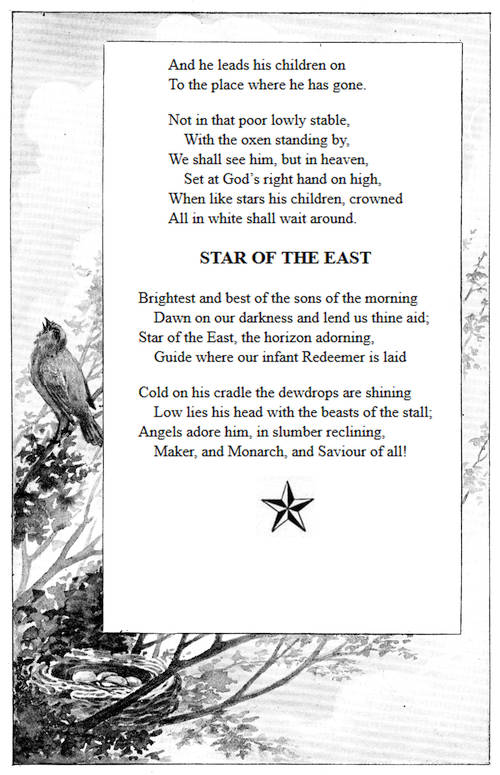 And he leads his children on
To the place where he has gone.
Not in that poor lowly stable,
With the oxen standing by,
We shall see him, but in heaven,
Set at God’s right hand on high,
When like stars his children, crowned
All in white shall wait around.
STAR OF THE EAST
Brightest and best of the sons of the morning
Dawn on our darkness and lend us thine aid;
Star of the East, the horizon adorning,
Guide where our infant Redeemer is laid
Cold on his cradle the dewdrops are shining
Low lies his head with the beasts of the stall;
Angels adore him, in slumber reclining,
Maker, and Monarch, and Saviour of all!